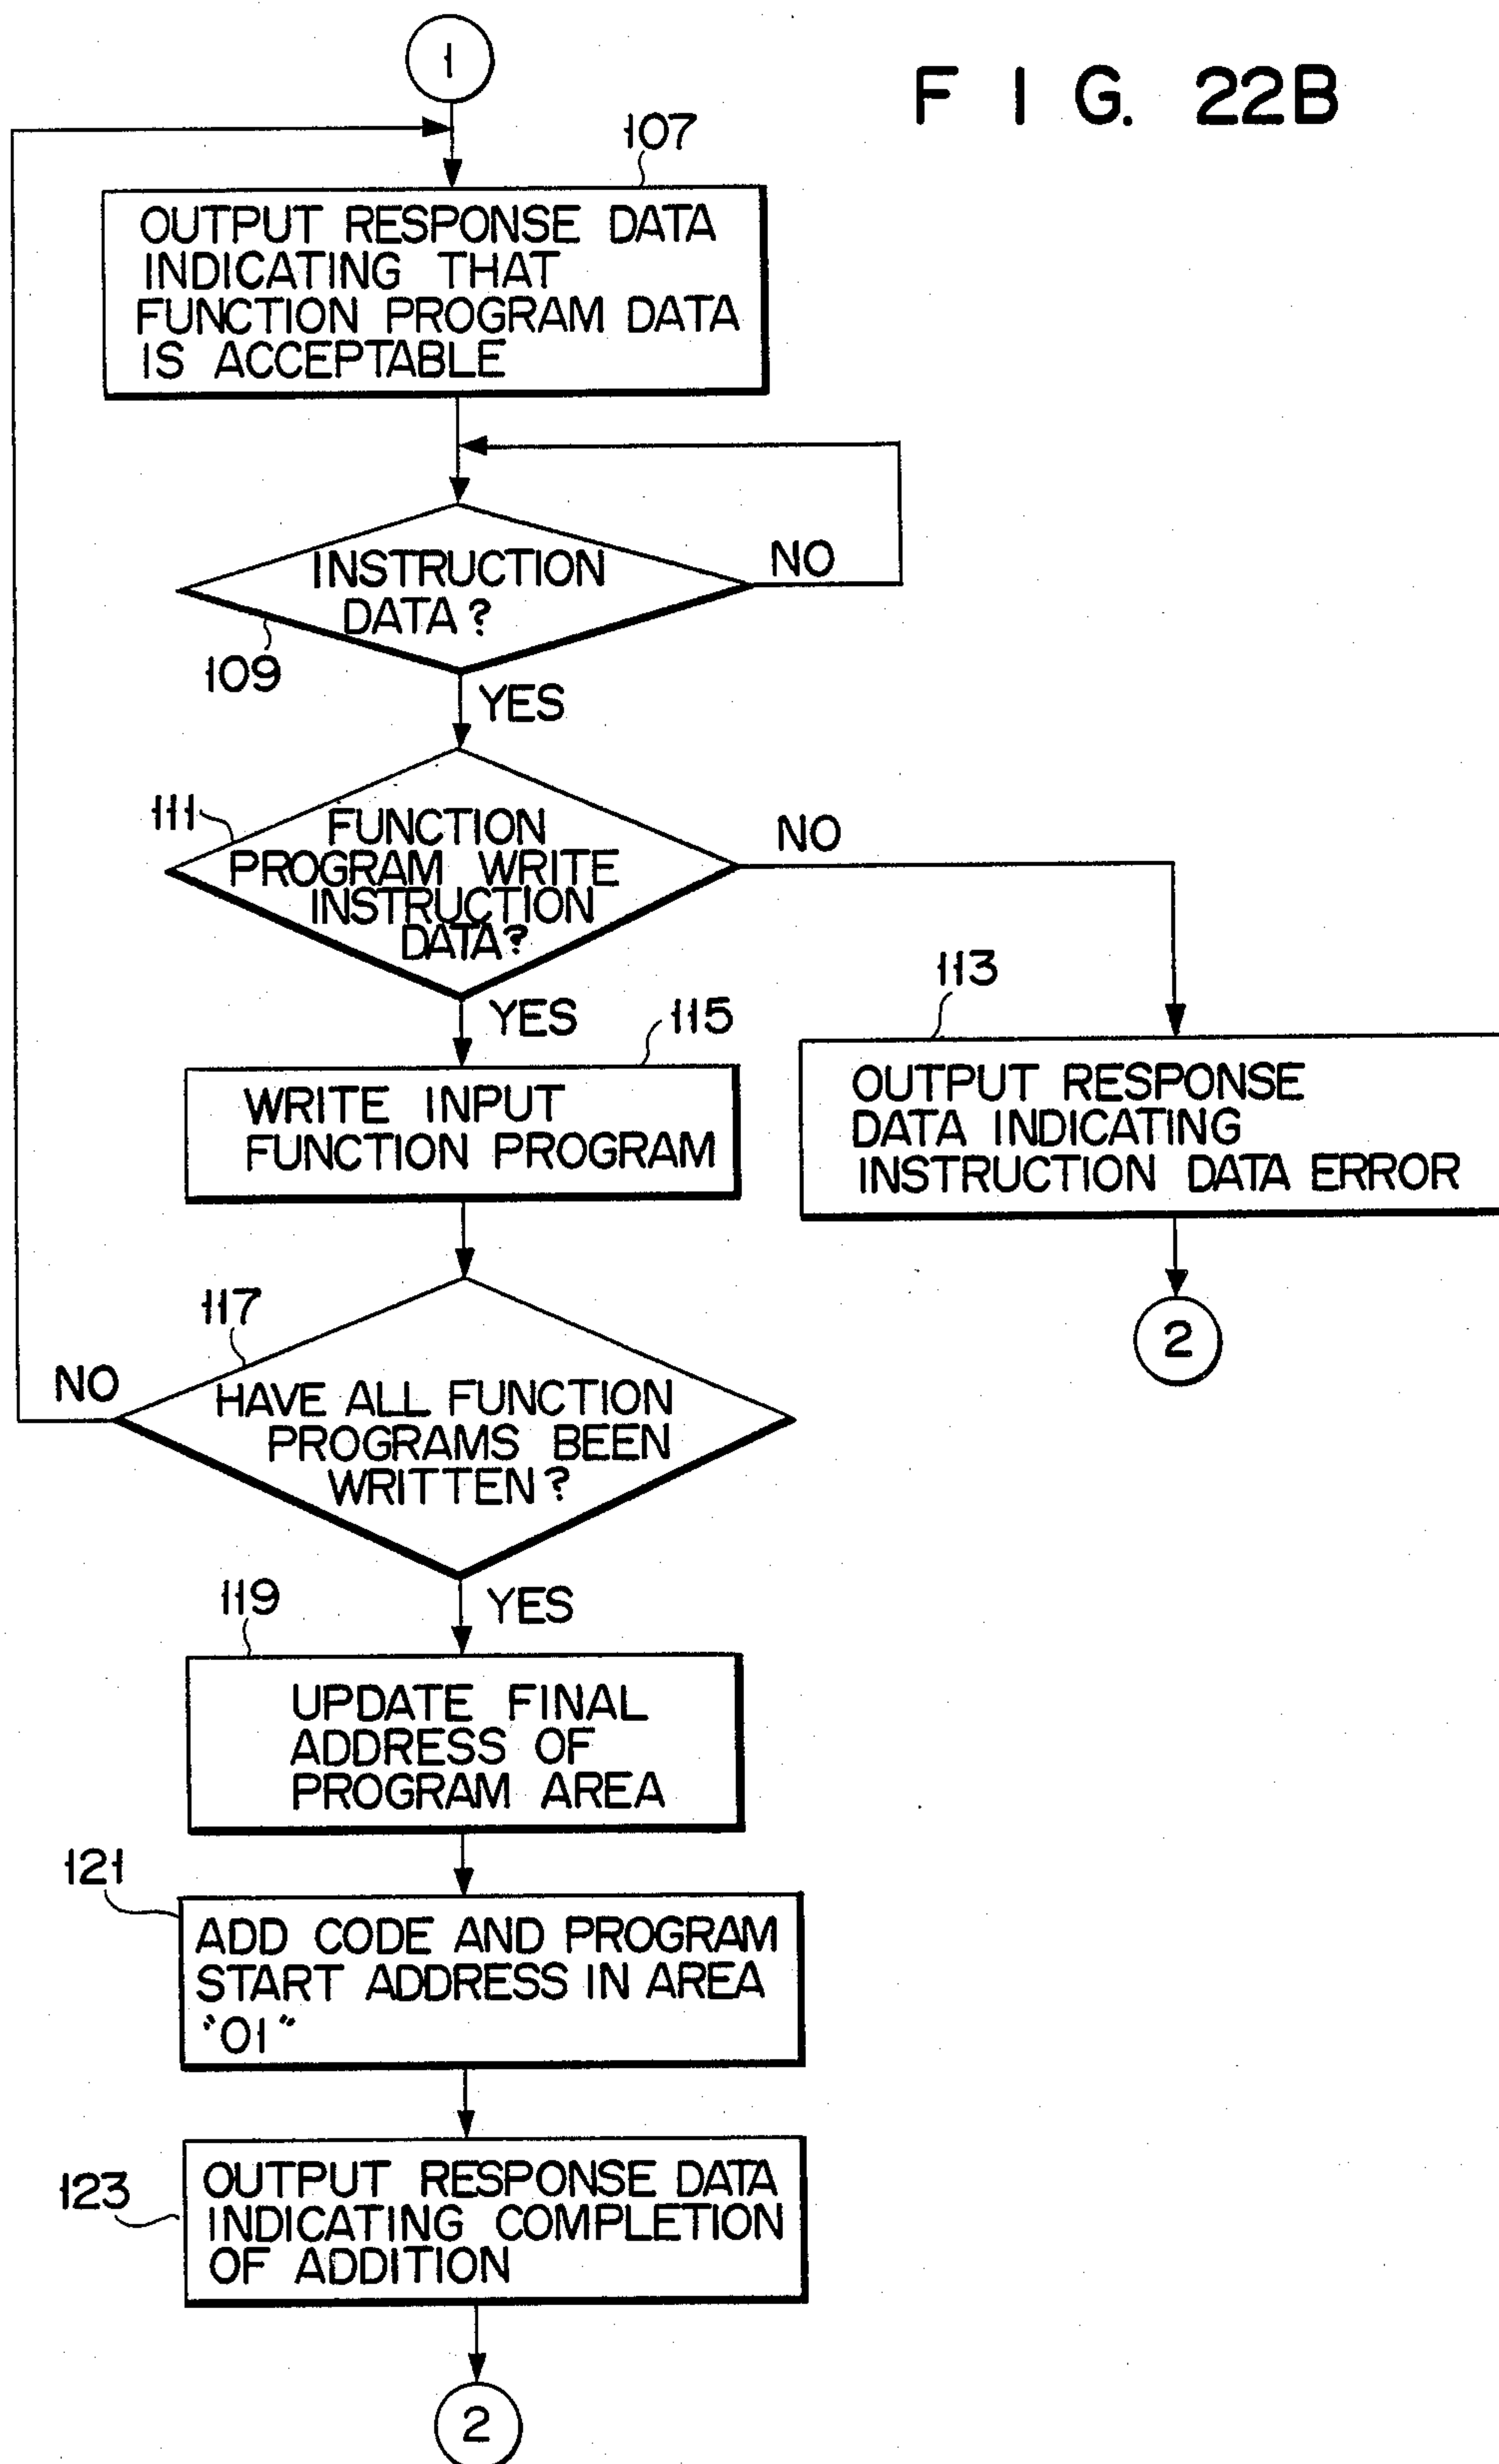 1
F I G. 22B
107
OUTPUT RESPONSE DATA
INDICATING THAT
FUNCTION PROGRAM DATA
IS ACCEPTABLE
INSTRUCTION
DATA?
NO
109
YES
111
FUNCTION
PROGRAM WRITE
INSTRUCTION
DATA?
NO
YES
113
OUTPUT RESPONSE
DATA INDICATING
INSTRUCTION DATA ERROR
2
115
WRITE INPUT
FUNCTION PROGRAM
117
NO
HAVE ALL FUNCTION
PROGRAMS BEEN
WRITTEN?
YES
119
UPDATE FINAL
ADDRESS OF
PROGRAM AREA
121
ADD CODE AND PROGRAM
START ADDRESS IN AREA
"01"
123
OUTPUT RESPONSE DATA
INDICATING COMPLETION
OF ADDITION
2